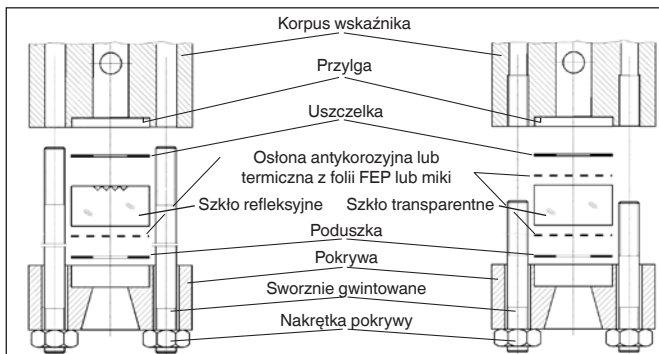 Korpus wskaźnika
Przylga
Uszczelka
Osłona antykorozyjna lub
termiczna z folii FEP lub miki
Szkło refleksyjne
Szkło transparentne
Poduszka
Pokrywa
Sworznie gwintowane
Nakrętka pokrywy